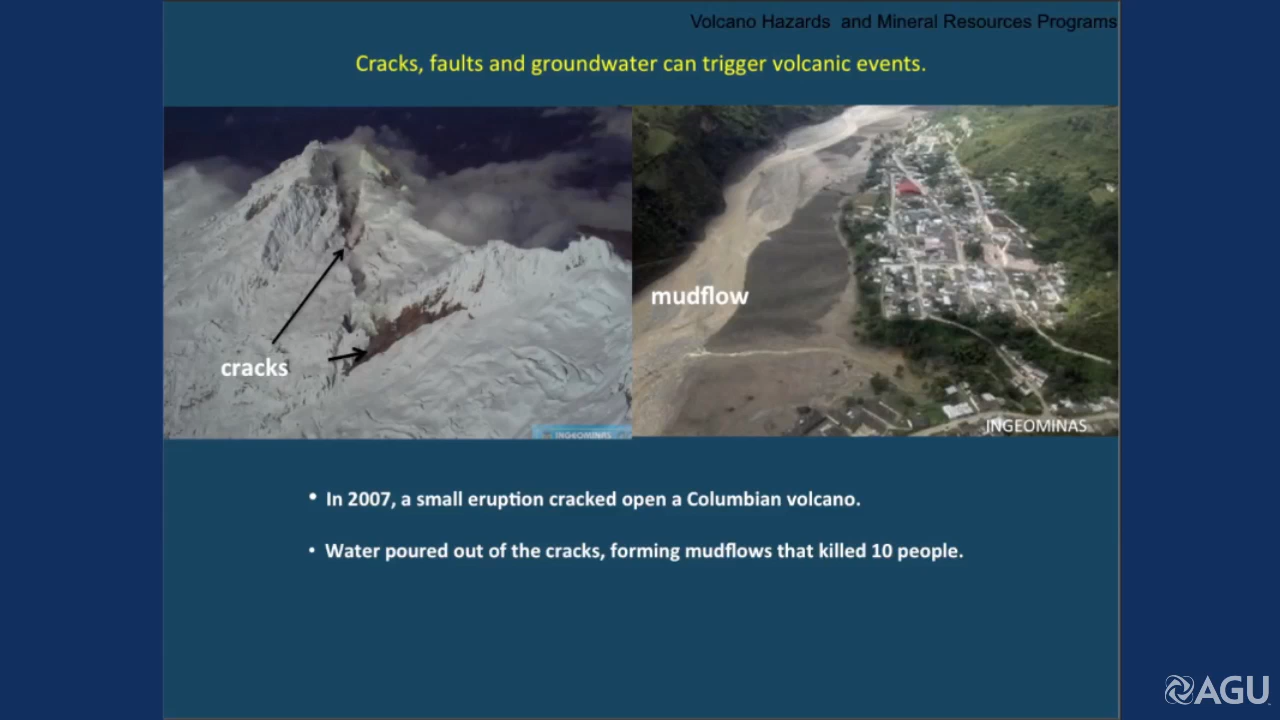 Volcano Hazards and Mineral Resources Programs
Cracks, faults and groundwater can trigger volcanic events.
cracks
INGEOMINAS
mudflow
INGEOMINAS
• In 2007, a small eruption cracked open a Columbian volcano.
• Water poured out of the cracks, forming mudflows that killed 10 people.
AGU